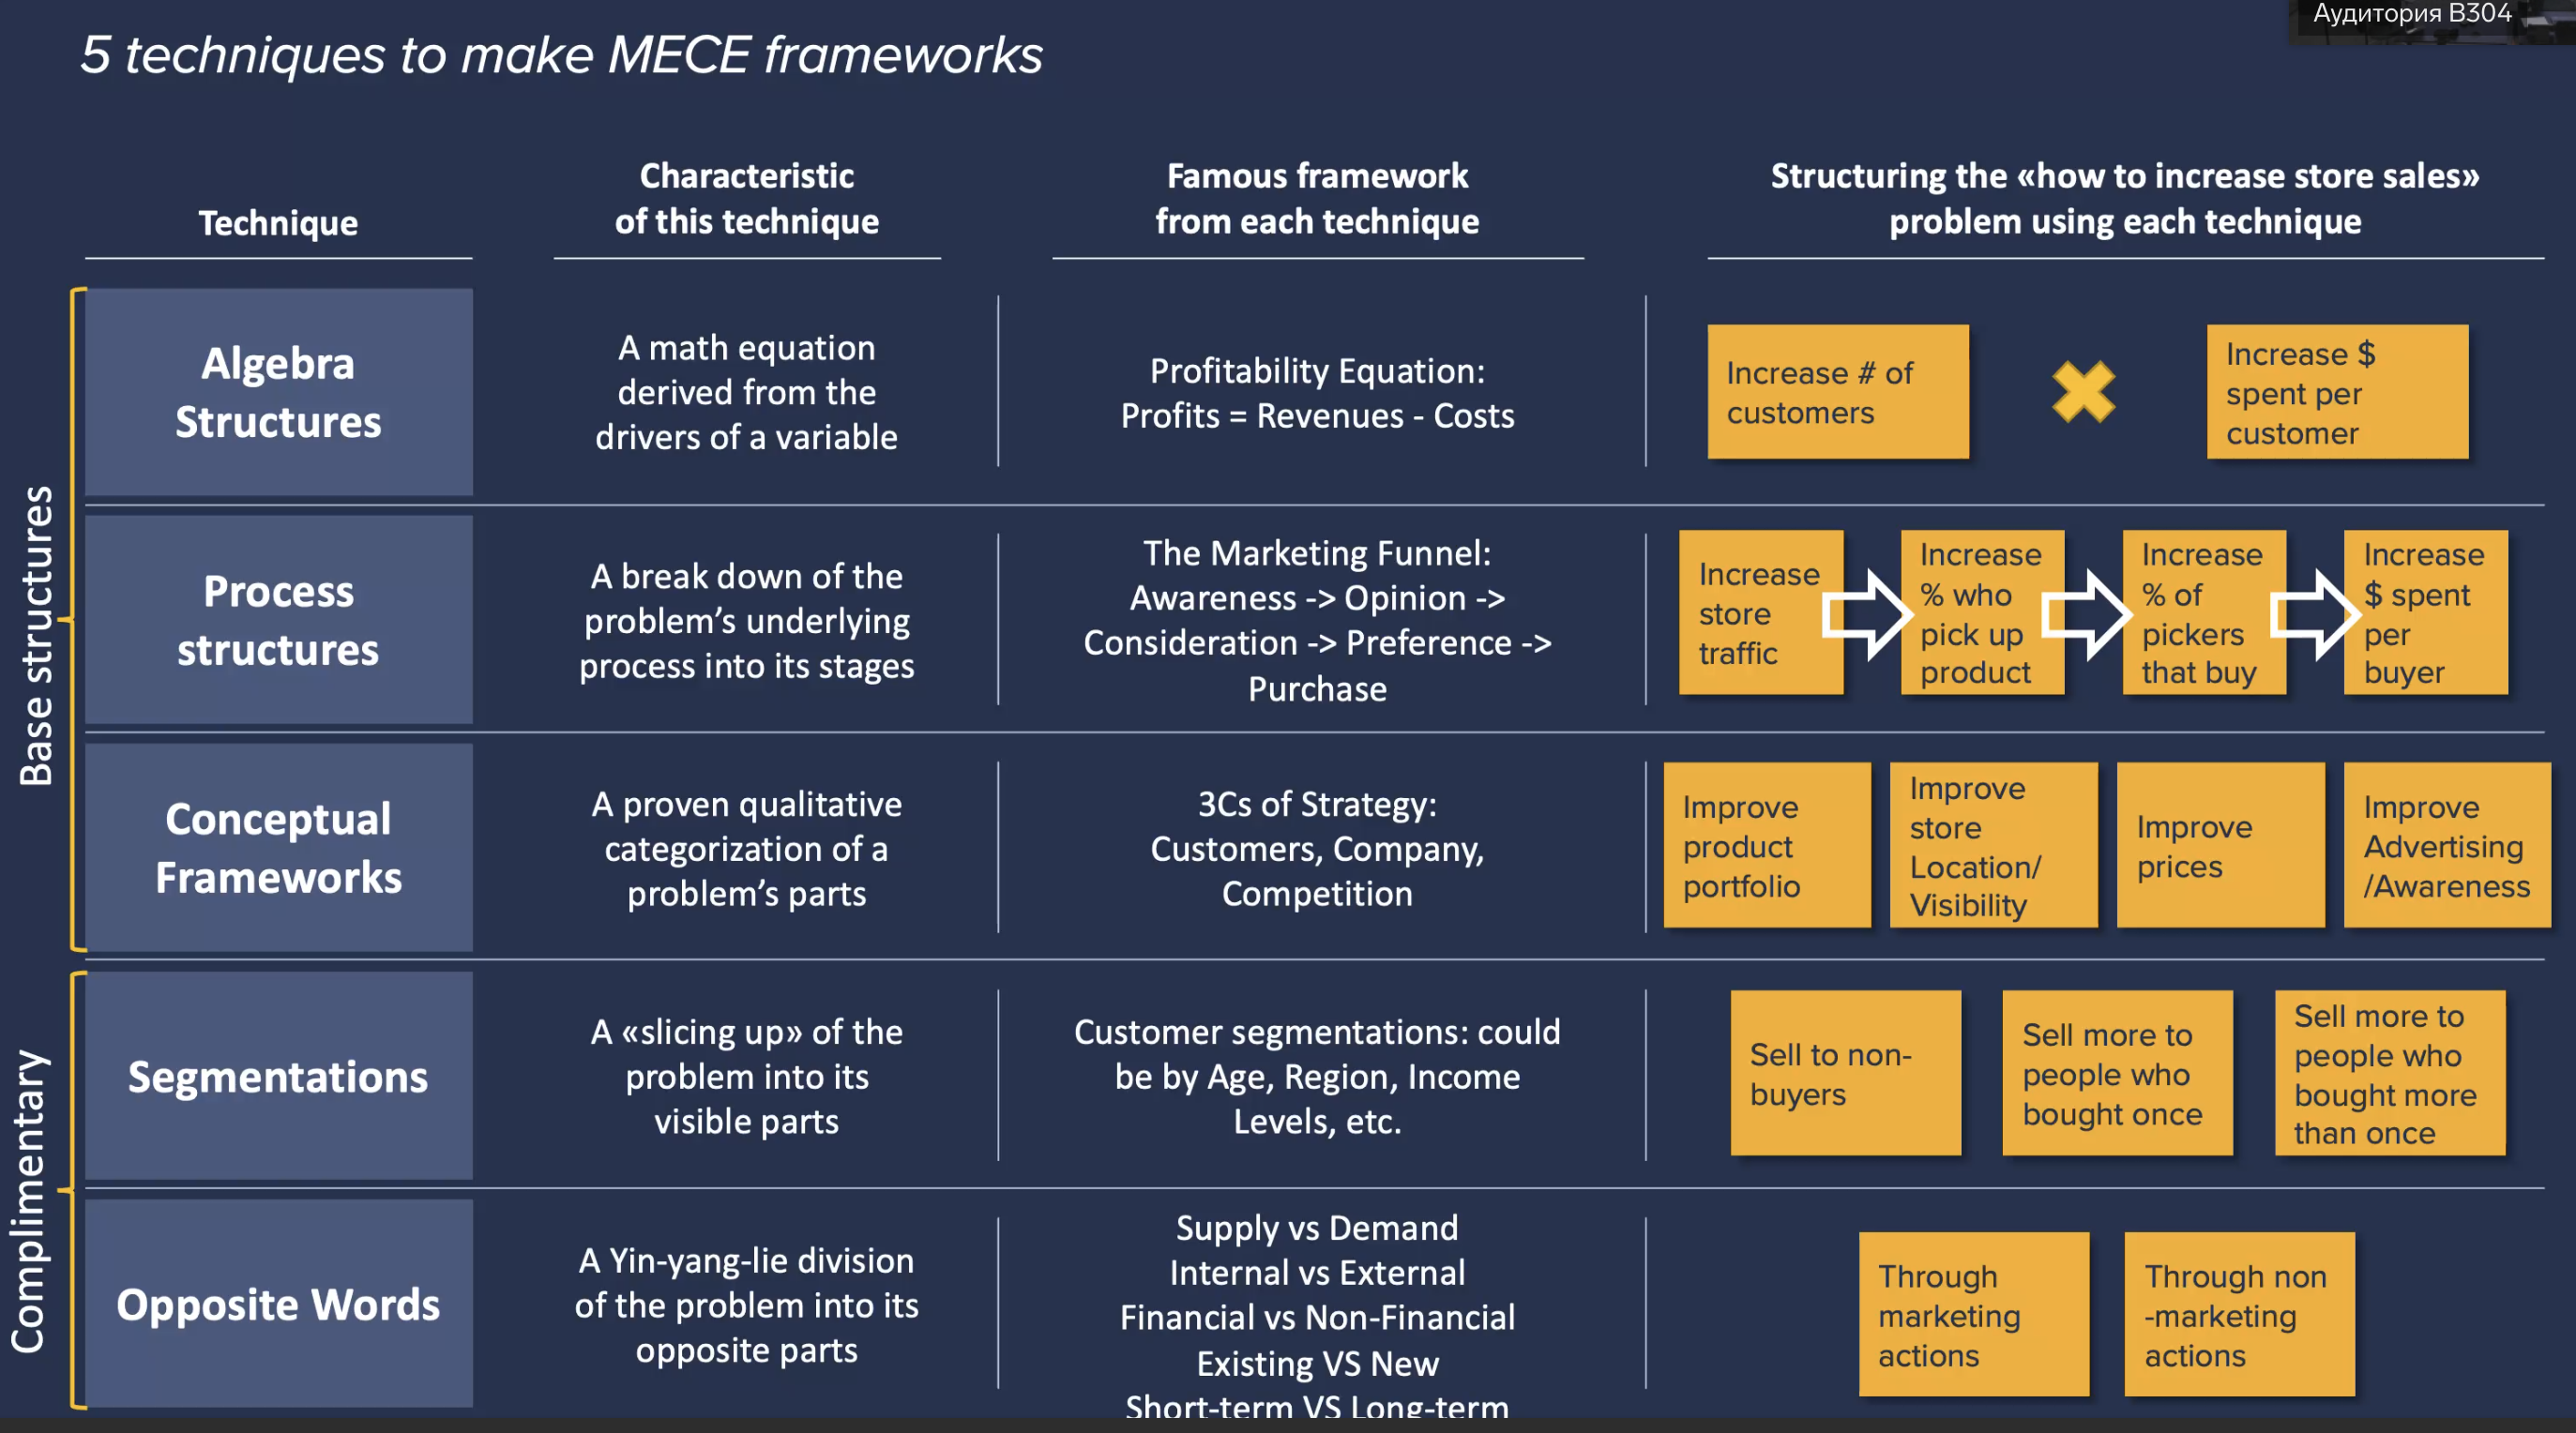 Аудитория В304
5 techniques to make MECE frameworks
Technique
Characteristic
of this technique
Famous framework
from each technique
Structuring the «how to increase store sales»
problem using each technique
Base structures
Algebra
Structures
A math equation
derived from the
drivers of a variable
Profitability Equation:
Profits = Revenues - Costs
Increase # of
customers
Increase $
spent per
customer
Process
structures
A break down of the
problem’s underlying
process into its stages
The Marketing Funnel:
Awareness -> Opinion ->
Consideration -> Preference ->
Purchase
Increase
store
traffic
Increase
% who
pick up
product
Increase
% of
pickers
that buy
Increase
$ spent
per
buyer
Conceptual
Frameworks
A proven qualitative
categorization of a
problem’s parts
3Cs of Strategy:
Customers, Company,
Competition
Improve
product
portfolio
Improve
store
Location/
Visibility
Improve
prices
Improve
Advertising
/Awareness
Complimentary
Segmentations
A «slicing up» of the
problem into its
visible parts
Customer segmentations: could
be by Age, Region, Income
Levels, etc.
Sell to non-
buyers
Sell more to
people who
bought once
Sell more to
people who
bought more
than once
Opposite Words
A Yin-yang-lie division
of the problem into its
opposite parts
Supply vs Demand
Internal vs External
Financial vs Non-Financial
Existing VS New
Short-term VS Long-term
Through
marketing
actions
Through non
-marketing
actions